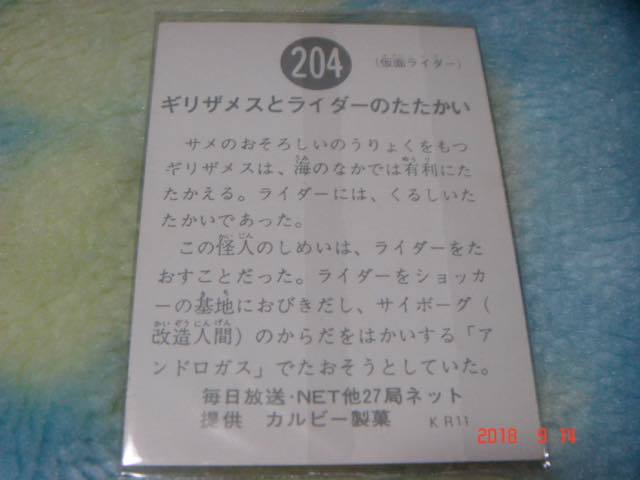 204
(仮面ライダー)
ギリザメスとライダーのたたかい
サメのおそろしいのうりょくをもつ
ギリザメスは、海のなかでは有利にた
たかえる。ライダーには、くるしいた
たかいであった。
この怪人のしめいは、ライダーをた
おすことだった。ライダーをショッカ
ーの基地におびきだし、サイボーグ(
改造人間)のからだをはかいする「ア
ンドロガス」でたおそうとしていた。
毎日放送・NET他27局ネット
提供 カルビー製菓 KR11
2018 9 14